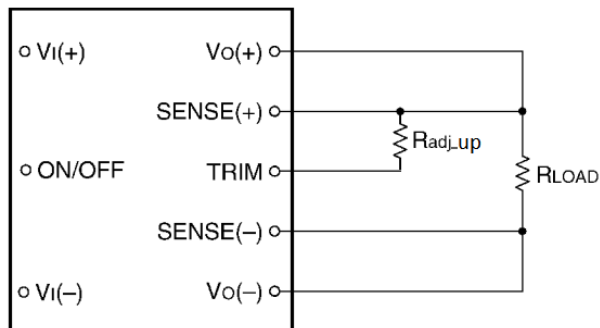 VI(+) VO(+)
SENSE(+)
Radj_up
ON/OFF TRIM
RLOAD
SENSE(–)
VI(–) VO(–)